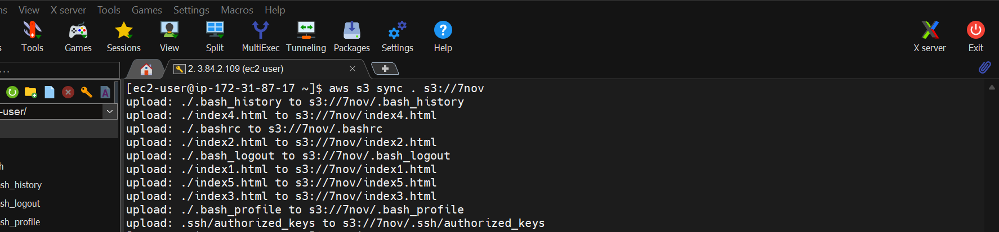 ns View X server Tools Games Settings Macros Help
Tools Games Sessions View Split MultiExec Tunneling Packages Settings Help X server Exit
...
2. 3.84.2.109 (ec2-user)
-user/
[ec2-user@ip-172-31-87-17 ~]$ aws s3 sync . s3://7nov
upload: ./.bash_history to s3://7nov/.bash_history
upload: ./index4.html to s3://7nov/index4.html
upload: ./.bashrc to s3://7nov/.bashrc
upload: ./index2.html to s3://7nov/index2.html
upload: ./.bash_logout to s3://7nov/.bash_logout
h
upload: ./index1.html to s3://7nov/index1.html
ash_history
upload: ./index5.html to s3://7nov/index5.html
upload: ./index3.html to s3://7nov/index3.html
ash_logout
upload: ./.bash_profile to s3://7nov/.bash_profile
ash_profile
upload: .ssh/authorized_keys to s3://7nov/.ssh/authorized_keys